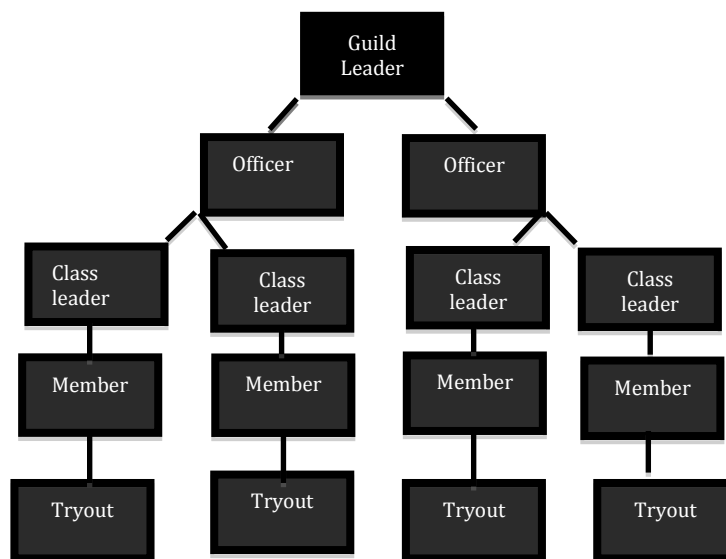 Guild
Leader
Officer
Officer
Class
leader
Class
leader
Class
leader
Class
leader
Member
Member
Member
Member
Tryout
Tryout
Tryout
Tryout